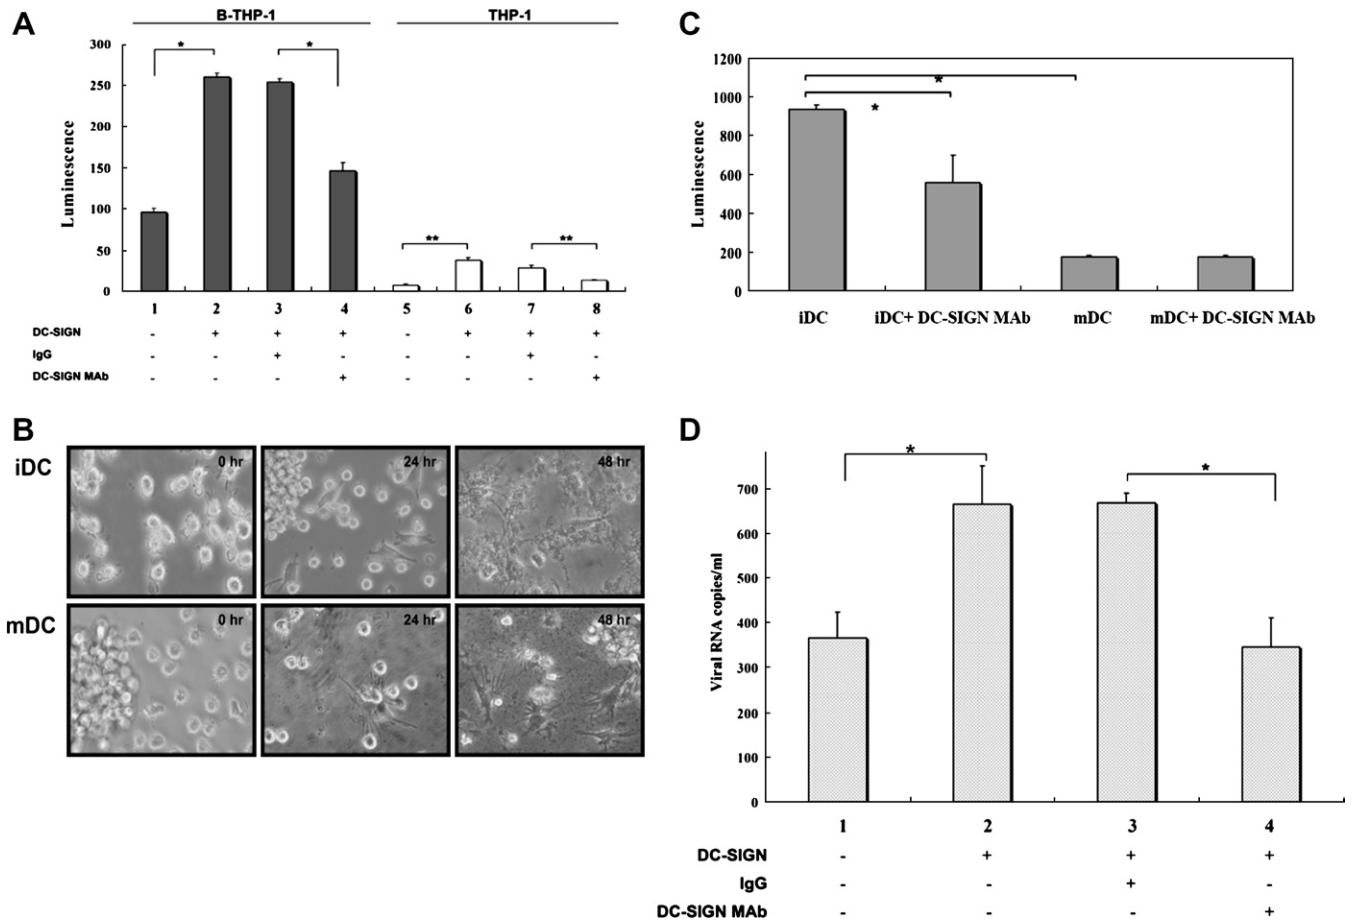 A
B-THP-1 THP-1
* * ** **
Luminescence
300
250
200
150
100
50
0
1 2 3 4 5 6 7 8
DC-SIGN - + + + - + + +
IgG - - + - - - + -
DC-SIGN MAb - - - + - - - +
B
iDC
0 hr 24 hr 48 hr
mDC
0 hr 24 hr 48 hr
C
* *
Luminescence
1200
1000
800
600
400
200
0
iDC iDC+ DC-SIGN MAb mDC mDC+ DC-SIGN MAb
D
* *
Viral RNA copies/ml
700
600
500
400
300
200
100
0
1 2 3 4
DC-SIGN - + + +
IgG - - + -
DC-SIGN MAb - - - +